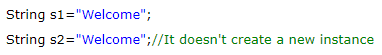 String s1="Welcome";
String s2="Welcome";//It doesn't create a new instance